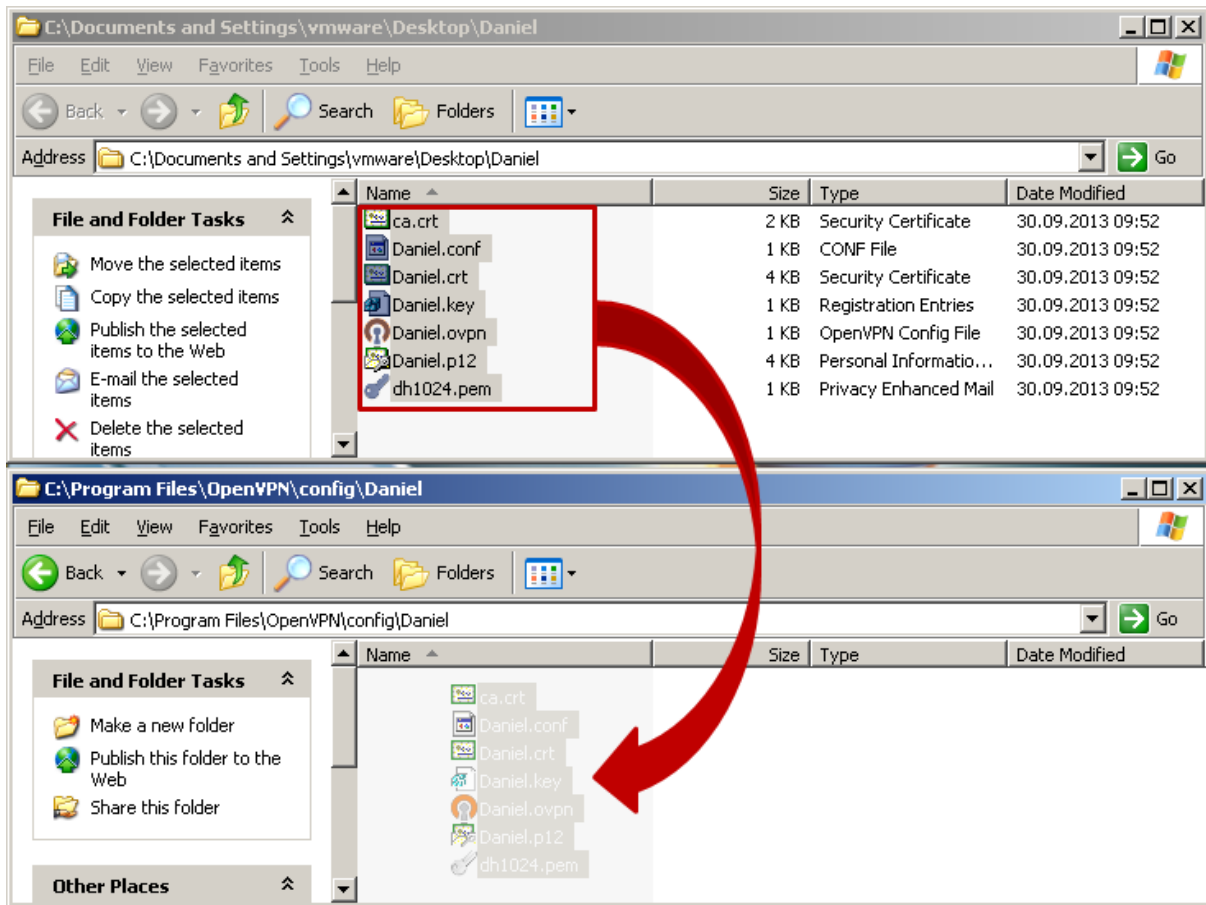 C:\Documents and Settings\vmware\Desktop\Daniel
File Edit View Favorites Tools Help
Back Search Folders
Address C:\Documents and Settings\vmware\Desktop\Daniel Go
File and Folder Tasks
Move the selected items
Copy the selected items
Publish the selected
items to the Web
E-mail the selected
items
Delete the selected
items
Name Size Type Date Modified
ca.crt 2 KB Security Certificate 30.09.2013 09:52
Daniel.conf 1 KB CONF File 30.09.2013 09:52
Daniel.crt 4 KB Security Certificate 30.09.2013 09:52
Daniel.key 1 KB Registration Entries 30.09.2013 09:52
Daniel.ovpn 1 KB OpenVPN Config File 30.09.2013 09:52
Daniel.p12 4 KB Personal Informatio... 30.09.2013 09:52
dh1024.pem 1 KB Privacy Enhanced Mail 30.09.2013 09:52
C:\Program Files\OpenVPN\config\Daniel
File Edit View Favorites Tools Help
Back Search Folders
Address C:\Program Files\OpenVPN\config\Daniel Go
File and Folder Tasks
Make a new folder
Publish this folder to the
Web
Share this folder
Other Places
Name Size Type Date Modified
ca.crt
Daniel.conf
Daniel.crt
Daniel.key
Daniel.ovpn
Daniel.p12
dh1024.pem